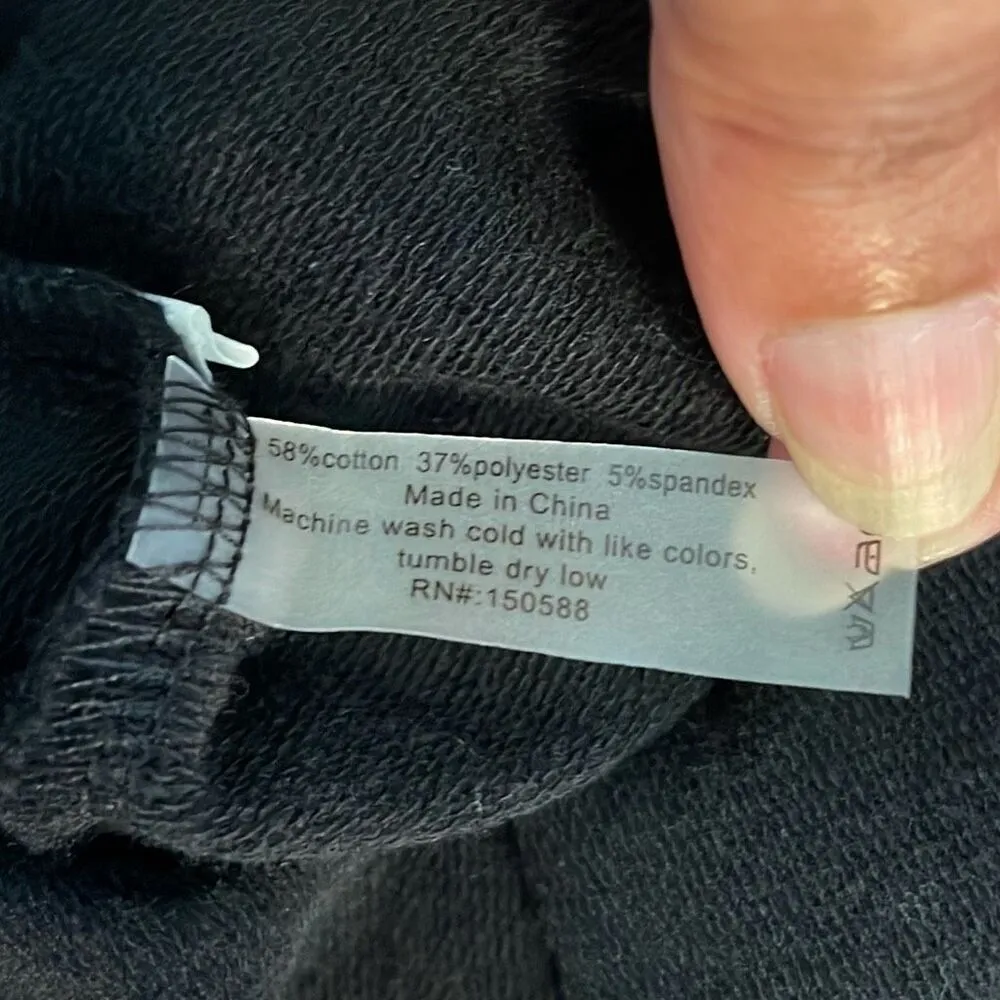 58%cotton 37%polyester 5%spandex
Made in China
Machine wash cold with like colors,
tumble dry low
RN#:150588